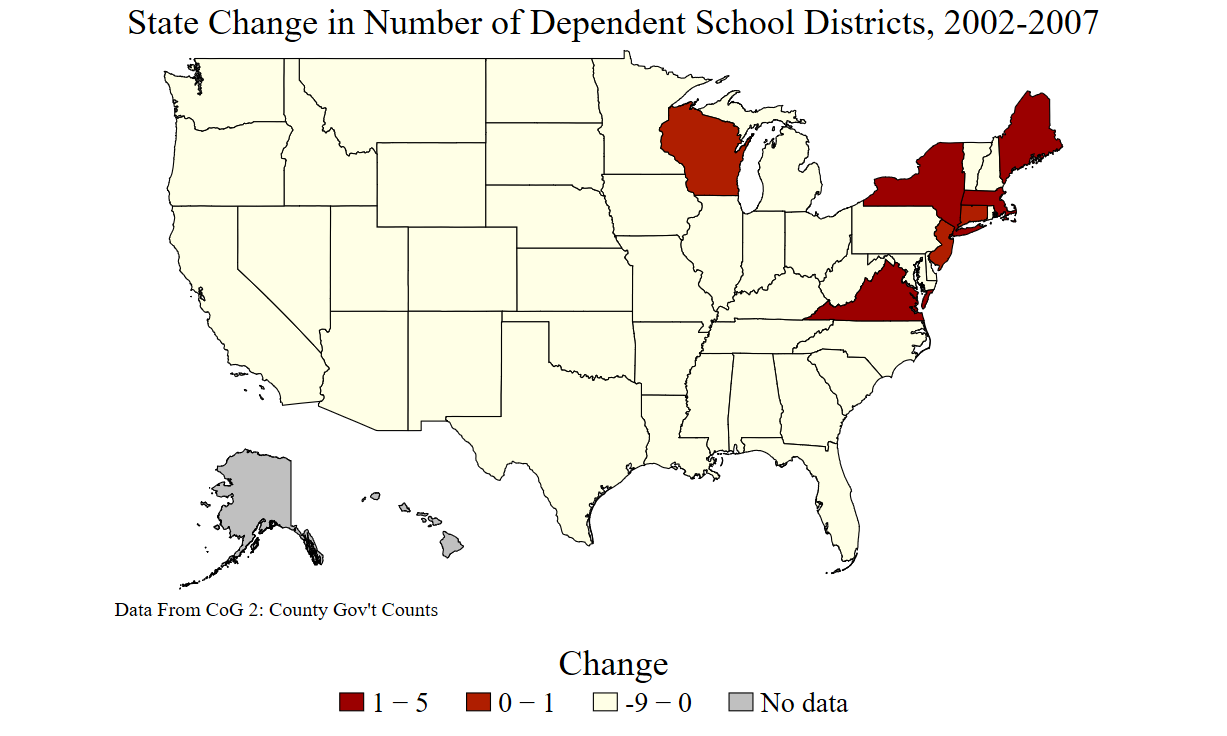 State Change in Number of Dependent School Districts, 2002-2007
Data From CoG 2: County Gov't Counts
Change
1 − 5 0 − 1 -9 − 0 No data